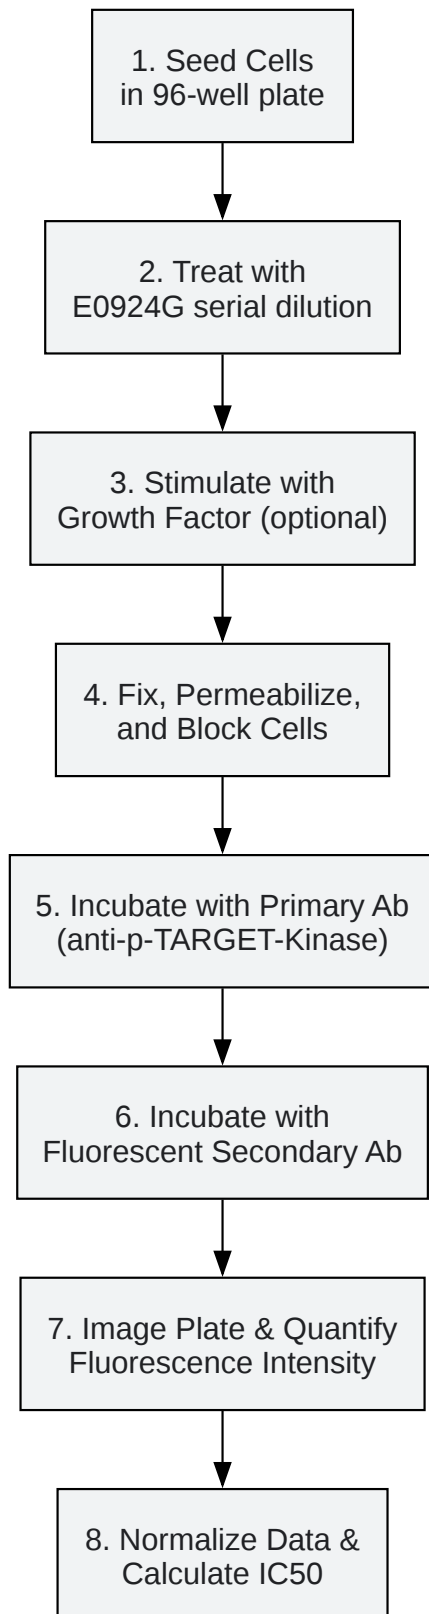 1. Seed Cells
in 96-well plate
2. Treat with
E0924G serial dilution
3. Stimulate with
Growth Factor (optional)
4. Fix, Permeabilize,
and Block Cells
5. Incubate with Primary Ab
(anti-p-TARGET-Kinase)
6. Incubate with
Fluorescent Secondary Ab
7. Image Plate & Quantify
Fluorescence Intensity
8. Normalize Data &
Calculate IC50